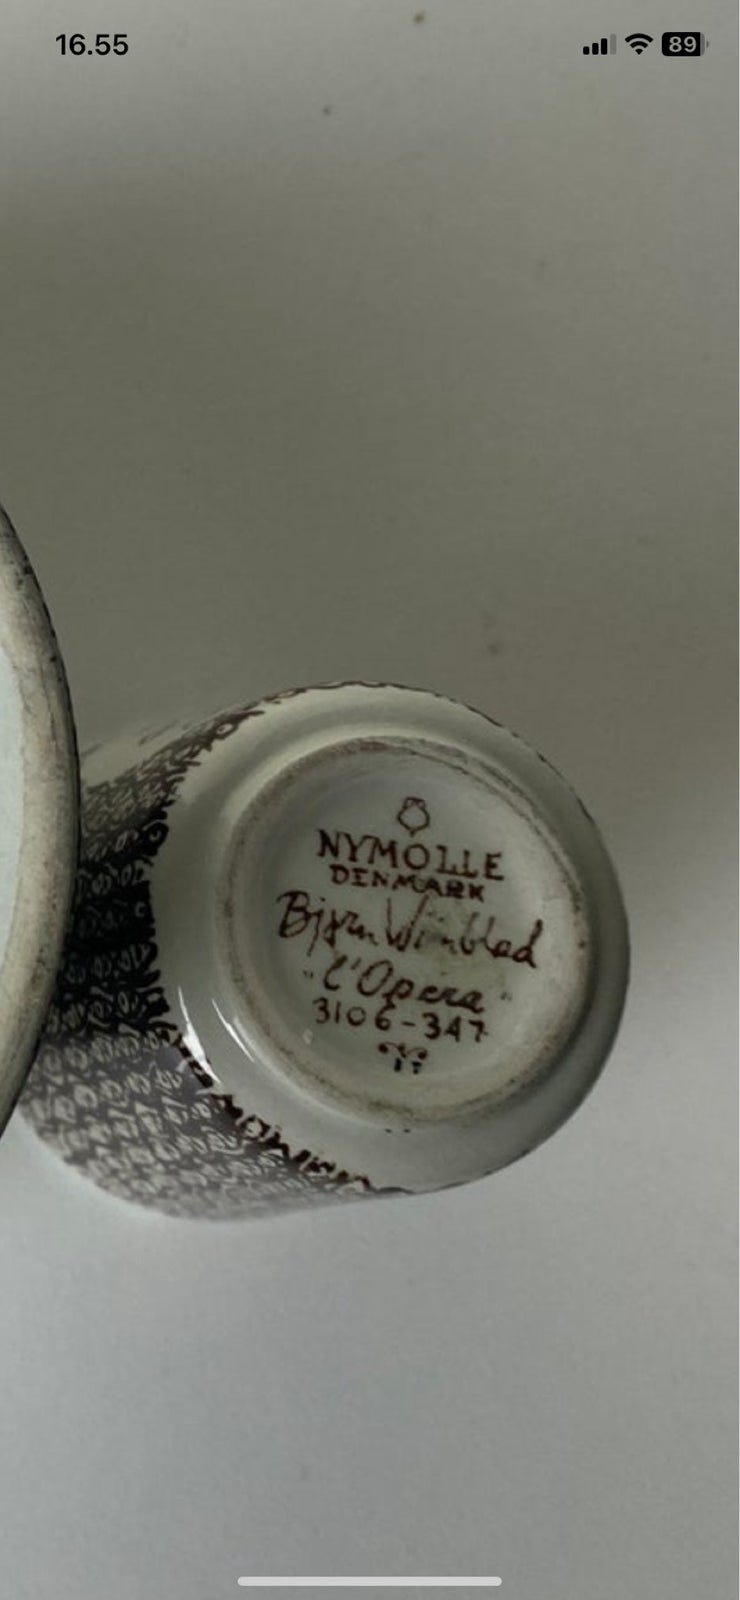 16.55
89
NYMOLLE
DENMARK
Bjørn Wiinblad
"l'Opera"
3106-347